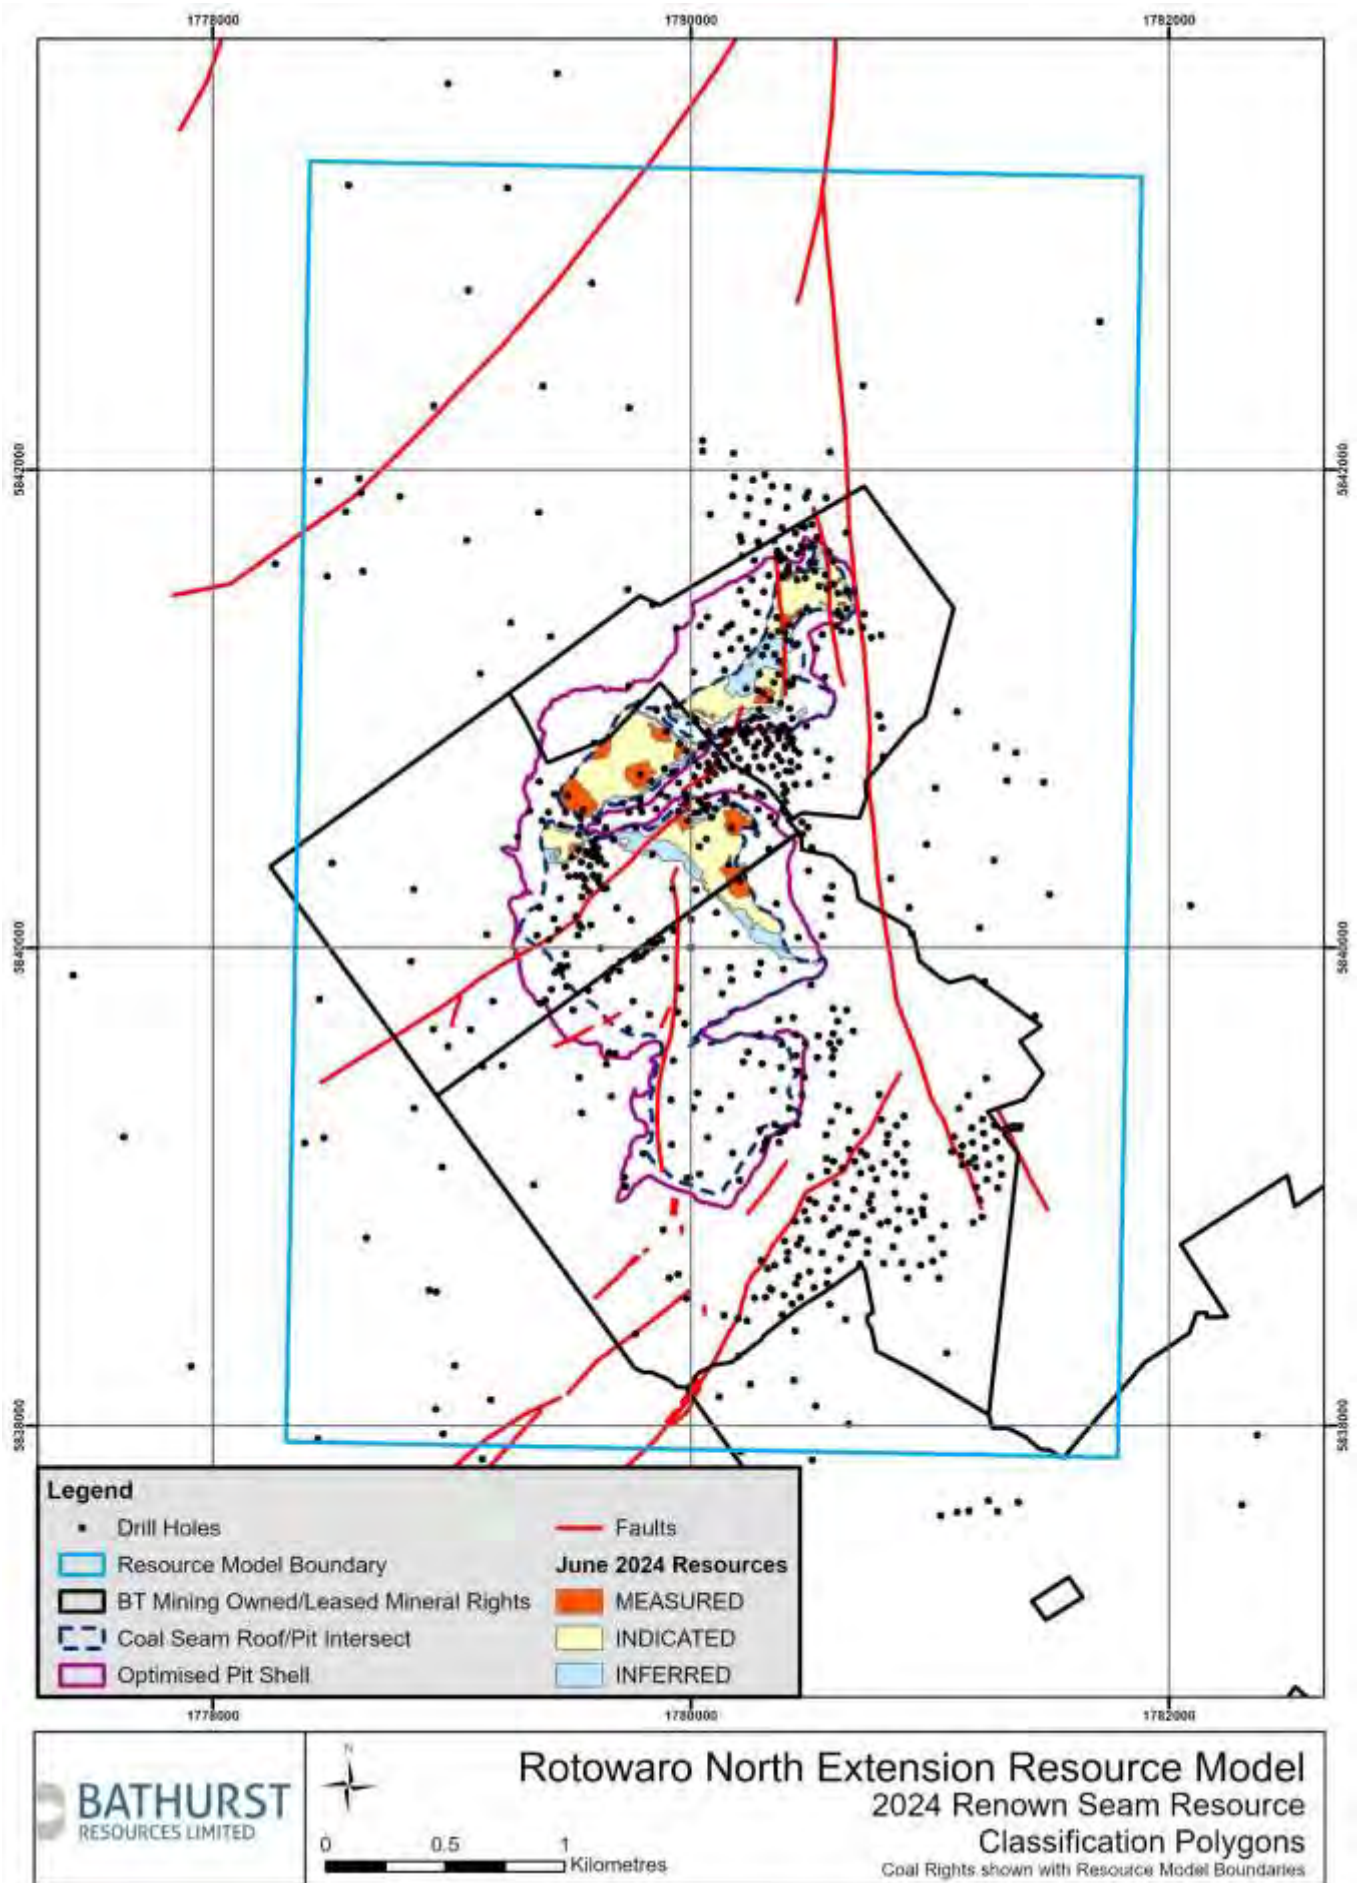 1778000 1780000 1782000
5842000 5842000
5840000 5840000
5838000 5838000
Legend
Drill Holes
Resource Model Boundary
BT Mining Owned/Leased Mineral Rights
Coal Seam Roof/Pit Intersect
Optimised Pit Shell
Faults
June 2024 Resources
MEASURED
INDICATED
INFERRED
1778000 1780000 1782000
BATHURST
RESOURCES LIMITED
N
0 0.5 1
Kilometres
Rotowaro North Extension Resource Model
2024 Renown Seam Resource
Classification Polygons
Coal Rights shown with Resource Model Boundaries